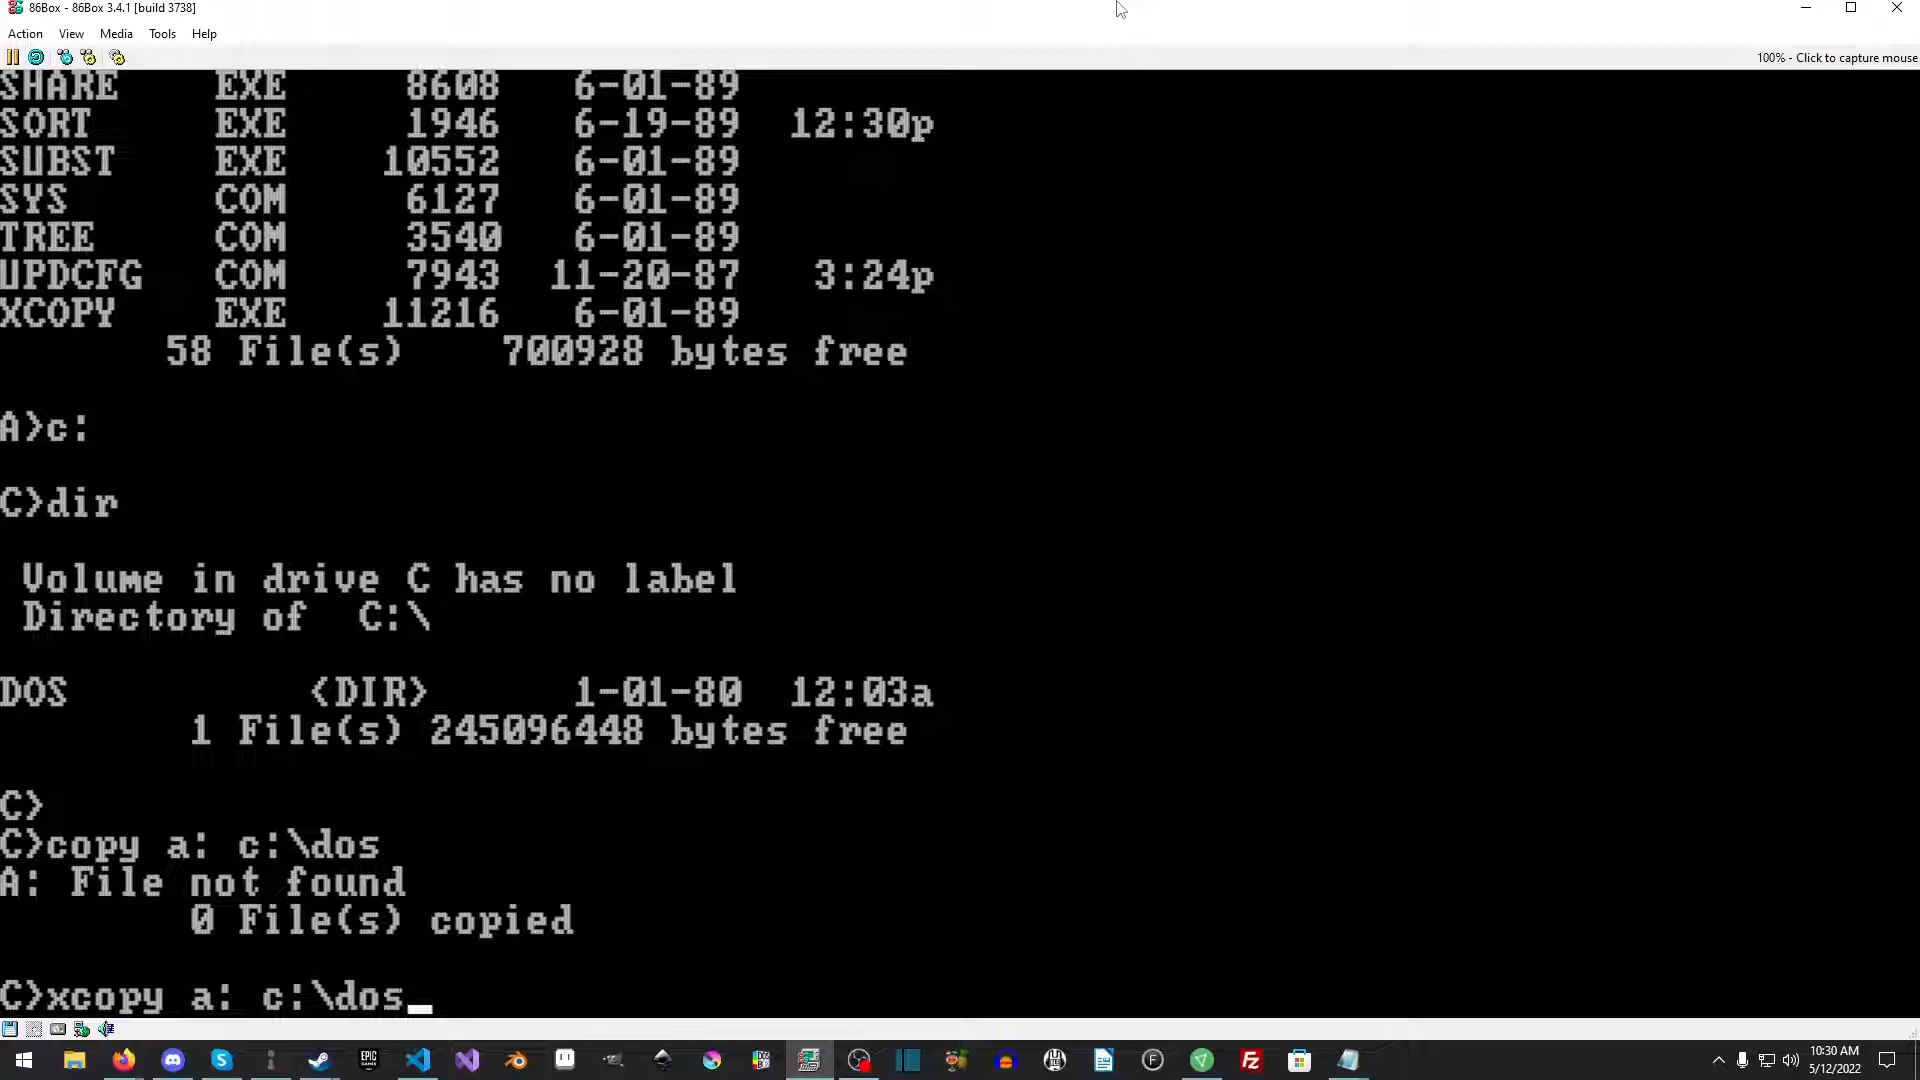 86Box - 86Box 3.4.1 [build 3738]
Action View Media Tools Help
100% - Click to capture mouse
SHARE EXE 8608 6-01-89
SORT EXE 1946 6-19-89 12:30p
SUBST EXE 10552 6-01-89
SYS COM 6127 6-01-89
TREE COM 3540 6-01-89
UPDCFG COM 7943 11-20-87 3:24p
XCOPY EXE 11216 6-01-89
58 File(s) 700928 bytes free
A>c:
C>dir
Volume in drive C has no label
Directory of C:\
DOS <DIR> 1-01-80 12:03a
1 File(s) 245096448 bytes free
C>
C>copy a: c:\dos
A: File not found
0 File(s) copied
C>xcopy a: c:\dos_
EPIC GAMES
10:30 AM
5/12/2022